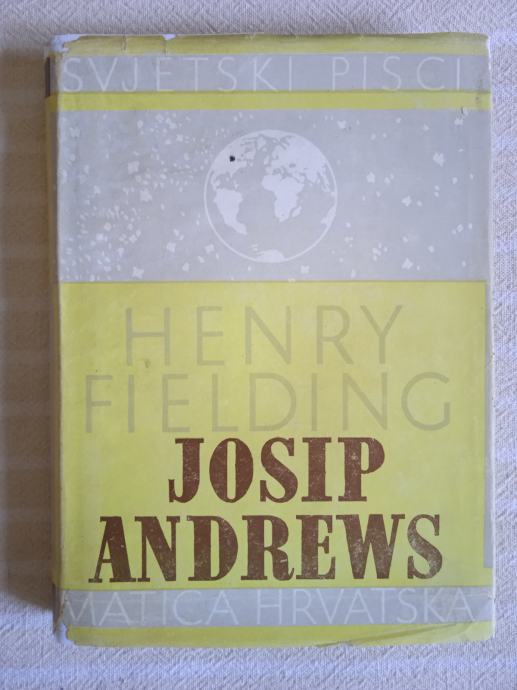 SVJETSKI PISCI
HENRY
FIELDING
JOSIP
ANDREWS
MATICA HRVATSKA